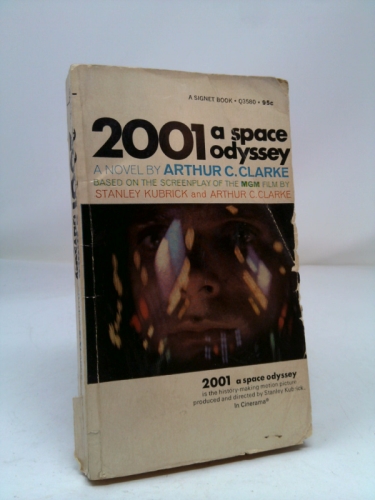 A SIGNET BOOK • Q3580 • 95c
2001 a space
odyssey
A NOVEL BY ARTHUR C. CLARKE
BASED ON THE SCREENPLAY OF THE MGM FILM BY
STANLEY KUBRICK and ARTHUR C. CLARKE
2001 a space odyssey
is the history-making motion picture
produced and directed by Stanley Kubrick
in Cinerama®